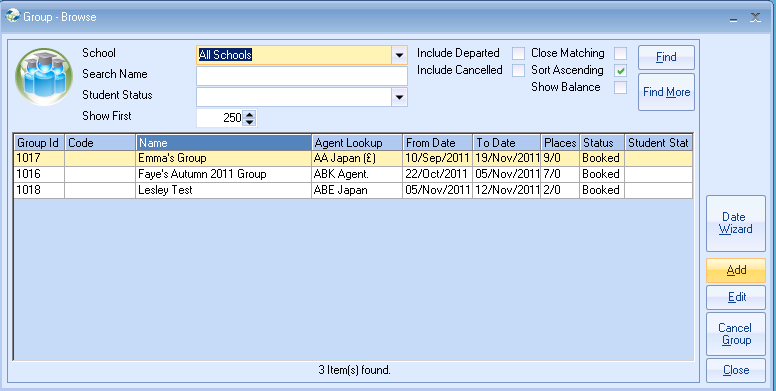 Group - Browse
School All Schools Include Departed Close Matching Find
Search Name Include Cancelled Sort Ascending
Student Status Show Balance Find More
Show First 250
Group Id Code Name Agent Lookup From Date To Date Places Status Student Stat
1017 Emma's Group AA Japan (£) 10/Sep/2011 19/Nov/2011 9/0 Booked
1016 Faye's Autumn 2011 Group ABK Agent. 22/Oct/2011 05/Nov/2011 7/0 Booked
1018 Lesley Test ABE Japan 05/Nov/2011 12/Nov/2011 2/0 Booked
Date
Wizard
Add
Edit
Cancel
Group
3 Item(s) found.
Close